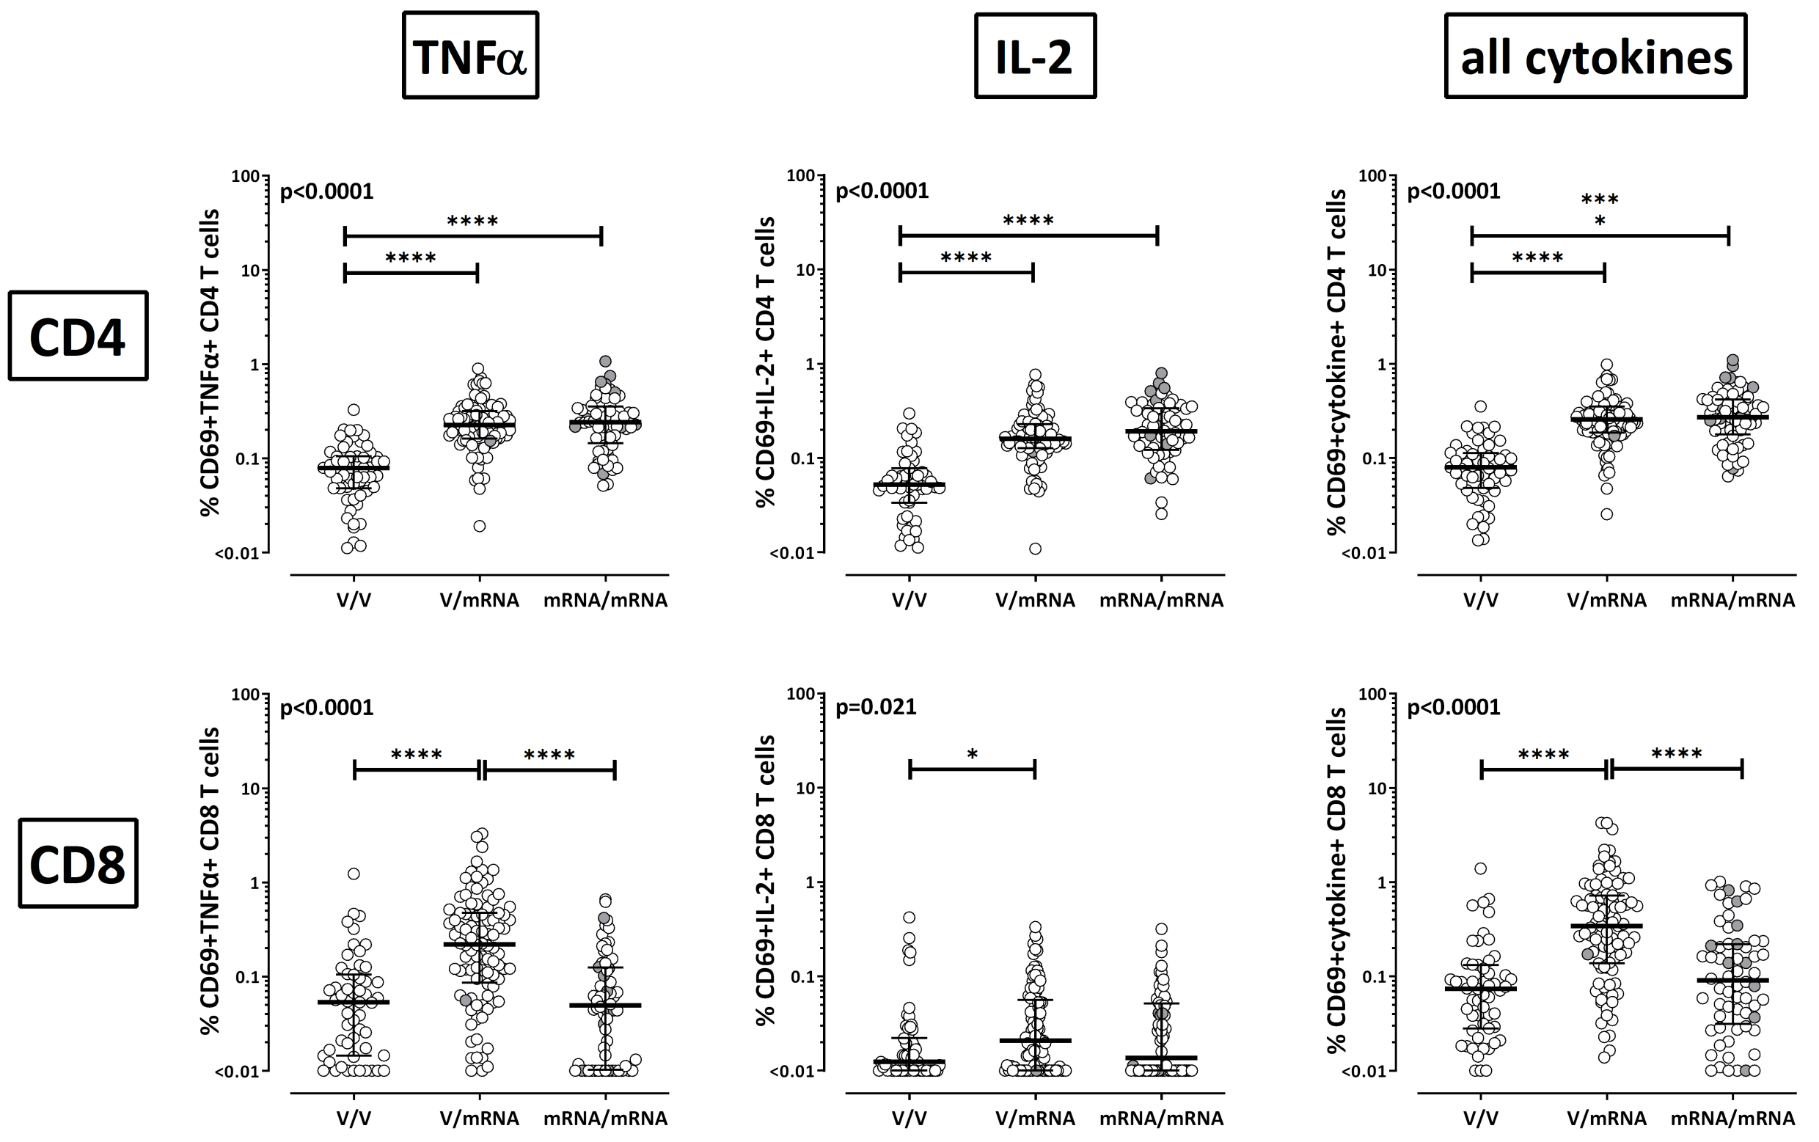 TNFα
IL-2
all cytokines
CD4
% CD69+TNFα+ CD4 T cells
100
10
1
0.1
<0.01
p<0.0001
****
****
V/V
V/mRNA
mRNA/mRNA
% CD69+IL-2+ CD4 T cells
100
10
1
0.1
<0.01
p<0.0001
****
****
V/V
V/mRNA
mRNA/mRNA
% CD69+cytokine+ CD4 T cells
100
10
1
0.1
<0.01
p<0.0001
***
*
****
V/V
V/mRNA
mRNA/mRNA
CD8
% CD69+TNFα+ CD8 T cells
100
10
1
0.1
<0.01
p<0.0001
****
****
V/V
V/mRNA
mRNA/mRNA
% CD69+IL-2+ CD8 T cells
100
10
1
0.1
<0.01
p=0.021
*
V/V
V/mRNA
mRNA/mRNA
% CD69+cytokine+ CD8 T cells
100
10
1
0.1
<0.01
p<0.0001
****
****
V/V
V/mRNA
mRNA/mRNA